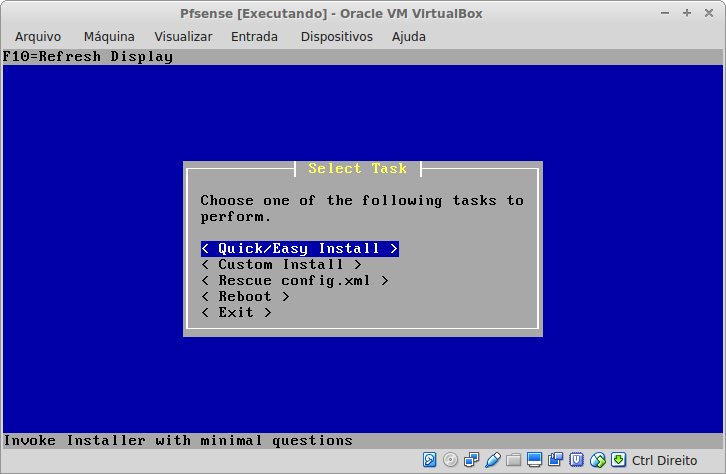 Pfsense [Executando] - Oracle VM VirtualBox
Arquivo Máquina Visualizar Entrada Dispositivos Ajuda
F10=Refresh Display
Select Task
Choose one of the following tasks to
perform.
< Quick/Easy Install >
< Custom Install >
< Rescue config.xml >
< Reboot >
< Exit >
Invoke Installer with minimal questions
Ctrl Direito